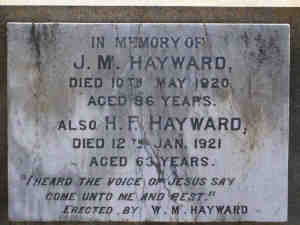 IN MEMORY OF
J. M. HAYWARD,
DIED 10TH MAY 1920
AGED 86 YEARS.
ALSO H. F. HAYWARD,
DIED 12TH JAN. 1921
AGED 63 YEARS.
"I HEARD THE VOICE OF JESUS SAY
COME UNTO ME AND REST."
ERECTED BY W. M. HAYWARD